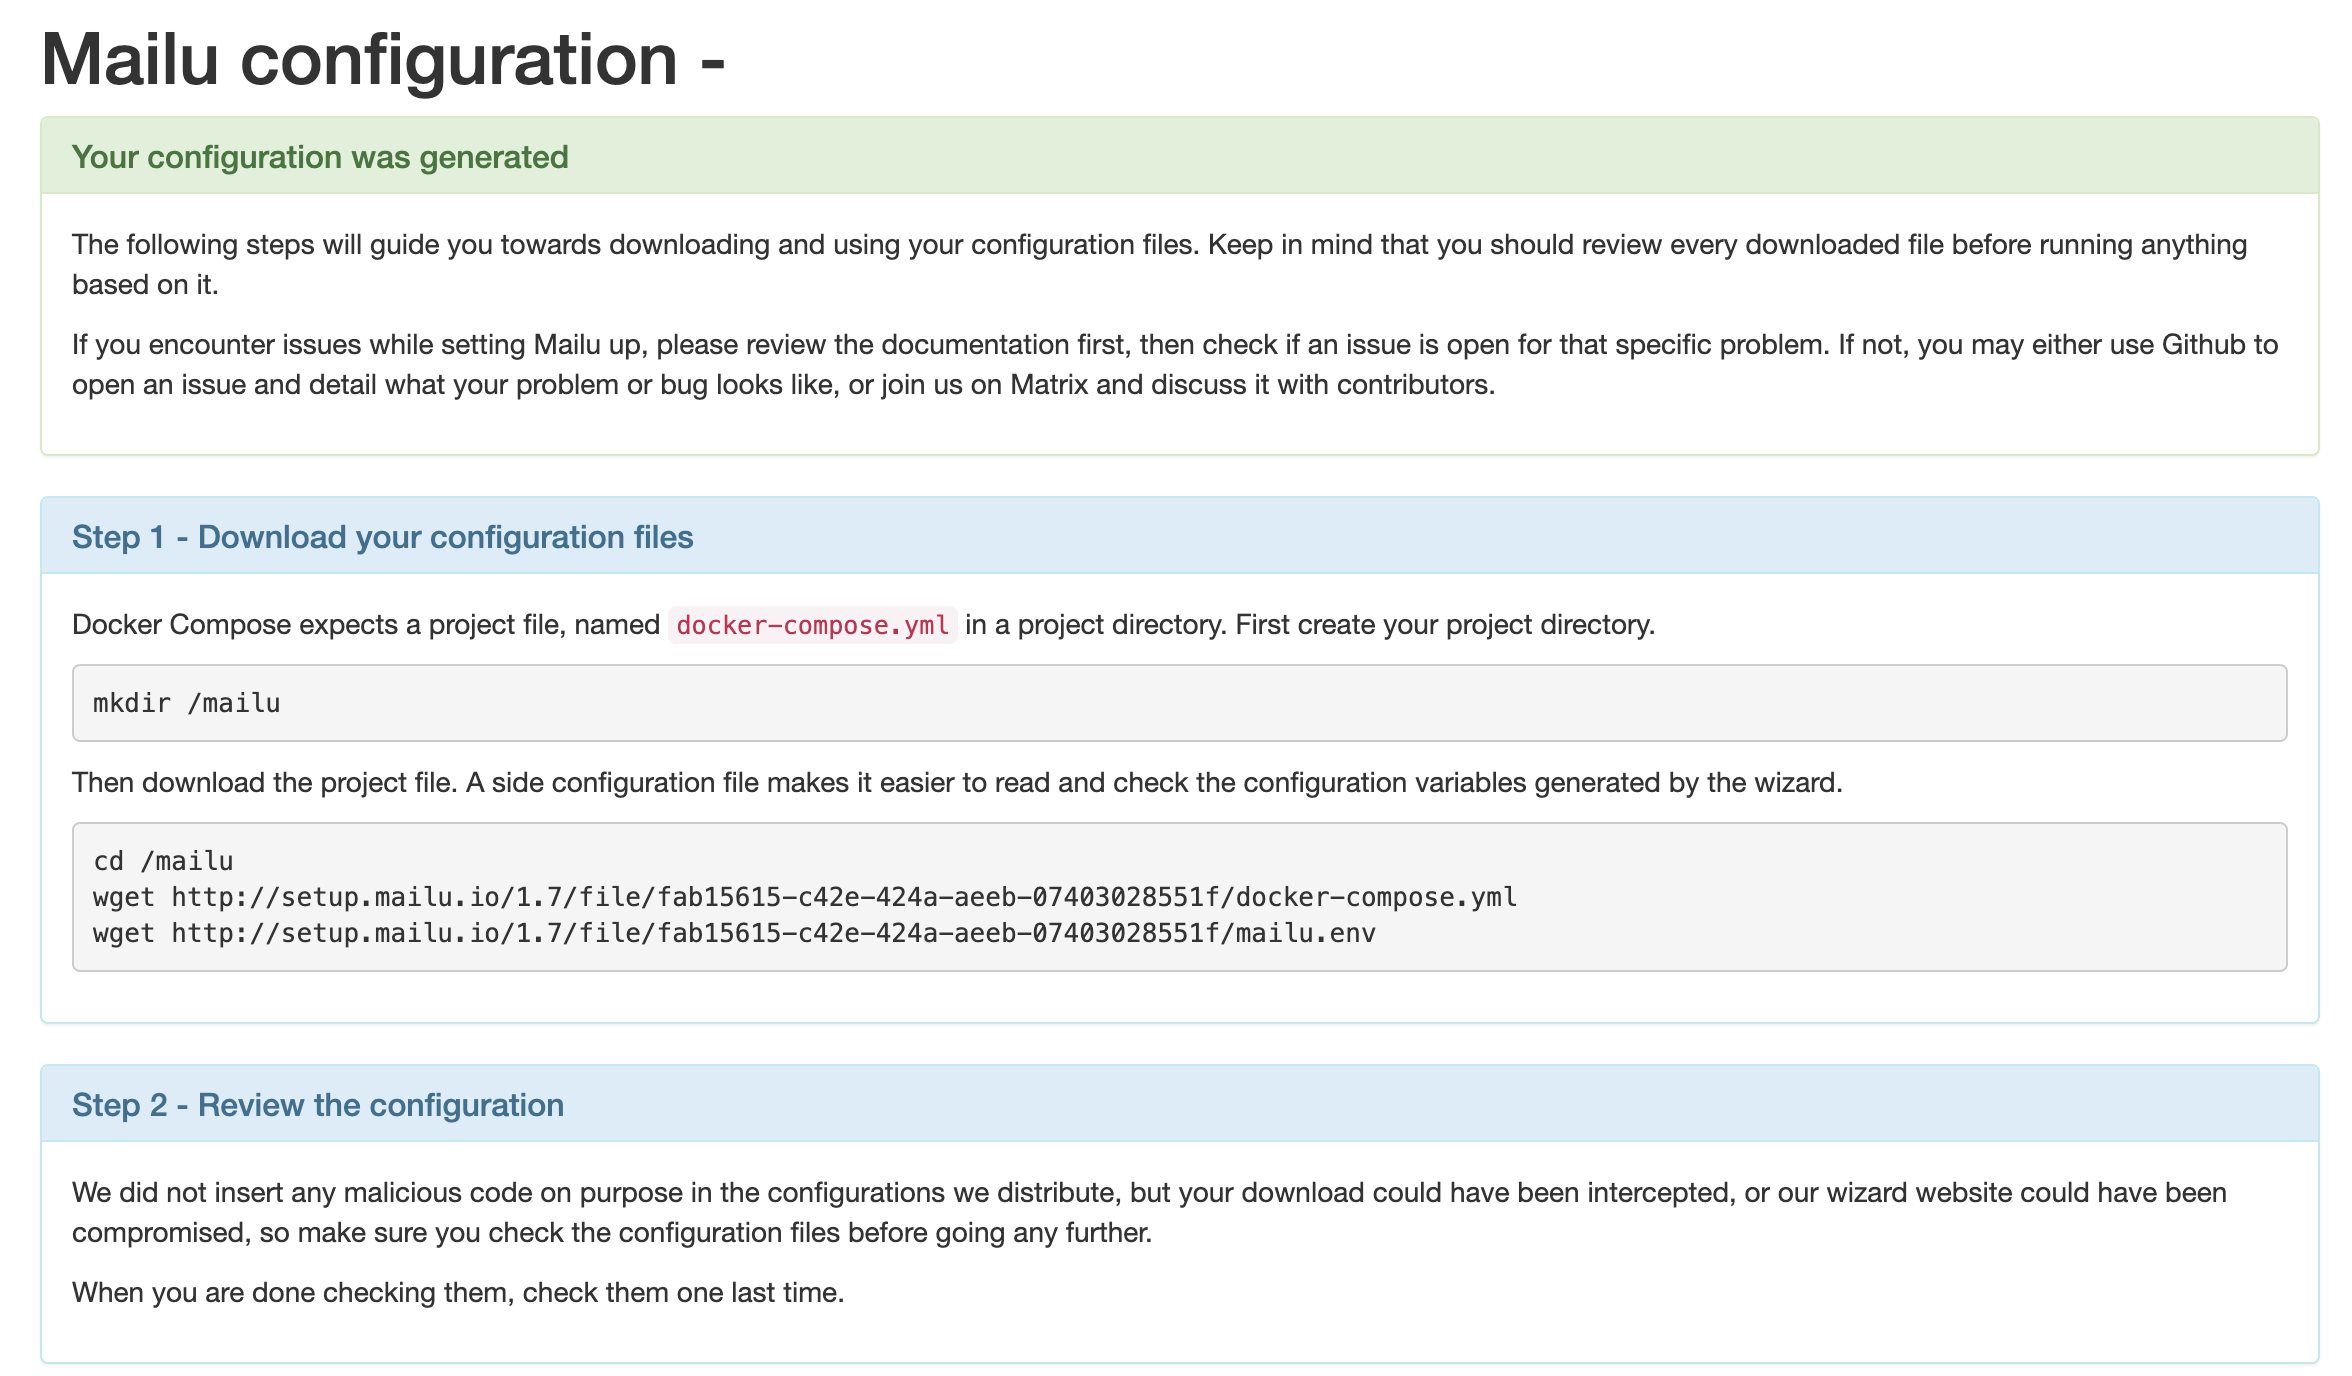 Mailu configuration -
Your configuration was generated
The following steps will guide you towards downloading and using your configuration files. Keep in mind that you should review every downloaded file before running anything
based on it.
If you encounter issues while setting Mailu up, please review the documentation first, then check if an issue is open for that specific problem. If not, you may either use Github to
open an issue and detail what your problem or bug looks like, or join us on Matrix and discuss it with contributors.
Step 1 - Download your configuration files
Docker Compose expects a project file, named docker-compose.yml in a project directory. First create your project directory.
mkdir /mailu
Then download the project file. A side configuration file makes it easier to read and check the configuration variables generated by the wizard.
cd /mailu
wget http://setup.mailu.io/1.7/file/fab15615-c42e-424a-aeeb-07403028551f/docker-compose.yml
wget http://setup.mailu.io/1.7/file/fab15615-c42e-424a-aeeb-07403028551f/mailu.env
Step 2 - Review the configuration
We did not insert any malicious code on purpose in the configurations we distribute, but your download could have been intercepted, or our wizard website could have been
compromised, so make sure you check the configuration files before going any further.
When you are done checking them, check them one last time.